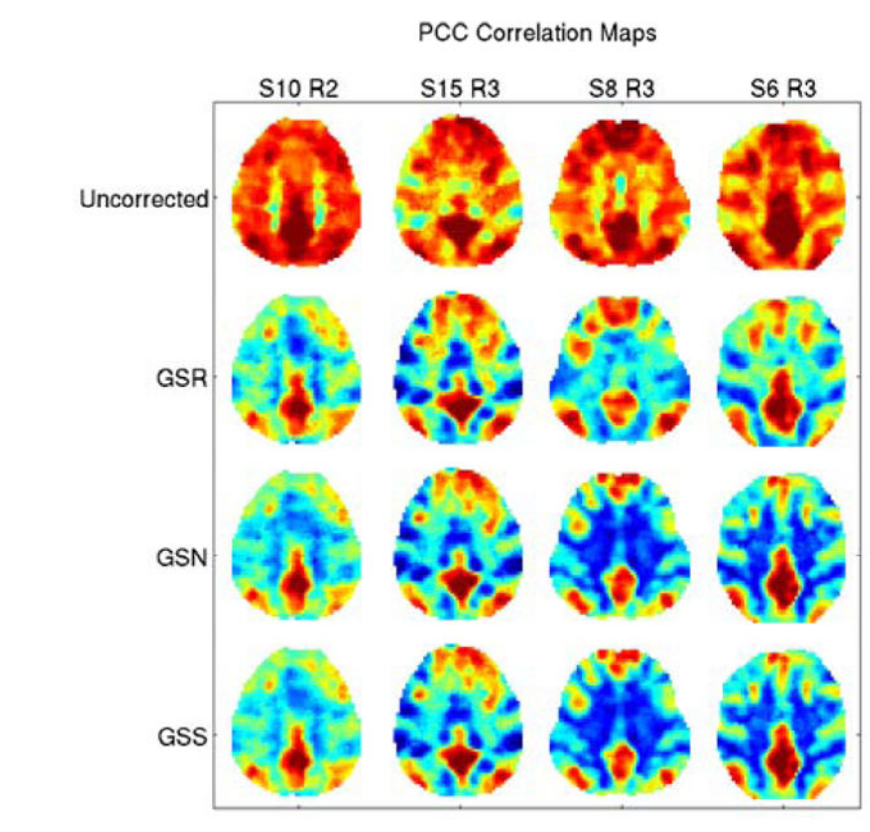 PCC Correlation Maps
S10 R2 S15 R3 S8 R3 S6 R3
Uncorrected
GSR
GSN
GSS